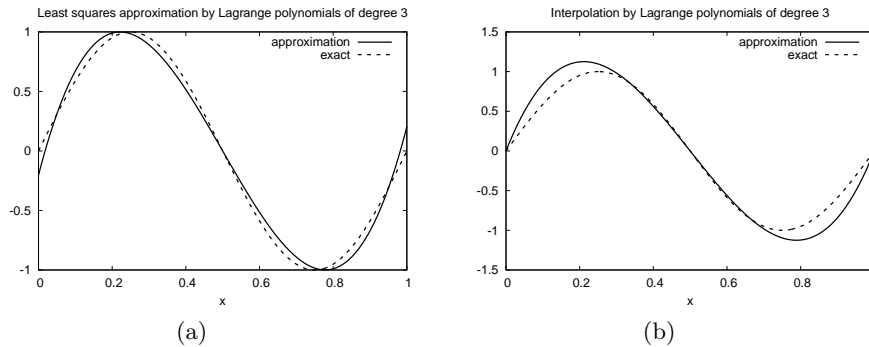 Least squares approximation by Lagrange polynomials of degree 3
approximation
exact
1
0.5
0
-0.5
-1
0
0.2
0.4
0.6
0.8
1
x
(a)
Interpolation by Lagrange polynomials of degree 3
approximation
exact
1.5
1
0.5
0
-0.5
-1
-1.5
0
0.2
0.4
0.6
0.8
x
(b)